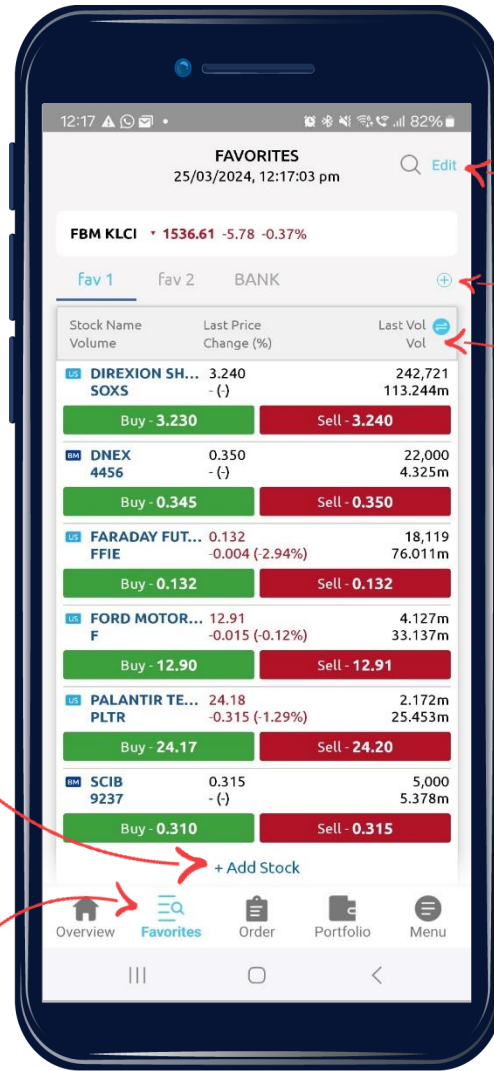 12:17 82%
FAVORITES
25/03/2024, 12:17:03 pm
Edit
FBM KLCI 1536.61 -5.78 -0.37%
fav 1 fav 2 BANK
Stock Name Last Price Last Vol
Volume Change (%) Vol
US DIREXION SH... 3.240 242,721
SOXS - (-) 113.244m
Buy - 3.230 Sell - 3.240
BM DNEX 0.350 22,000
4456 - (-) 4.325m
Buy - 0.345 Sell - 0.350
US FARADAY FUT... 0.132 18,119
FFIE -0.004 (-2.94%) 76.011m
Buy - 0.132 Sell - 0.132
US FORD MOTOR... 12.91 4.127m
F -0.015 (-0.12%) 33.137m
Buy - 12.90 Sell - 12.91
US PALANTIR TE... 24.18 2.172m
PLTR -0.315 (-1.29%) 25.453m
Buy - 24.17 Sell - 24.20
BM SCIB 0.315 5,000
9237 - (-) 5.378m
Buy - 0.310 Sell - 0.315
+ Add Stock
Overview Favorites Order Portfolio Menu